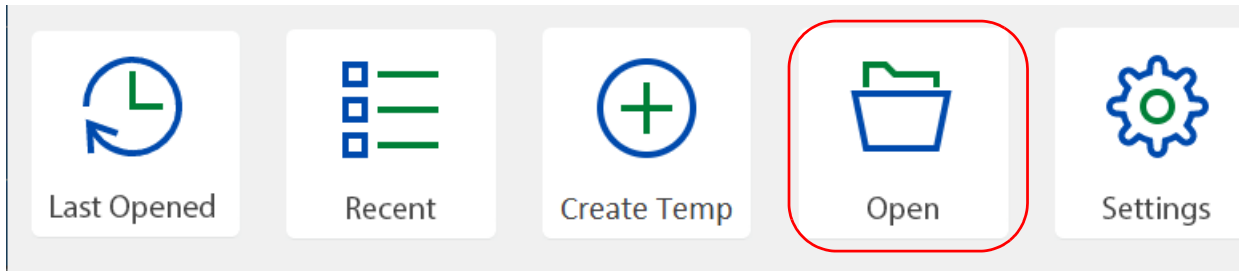 Last Opened
Recent
Create Temp
Open
Settings